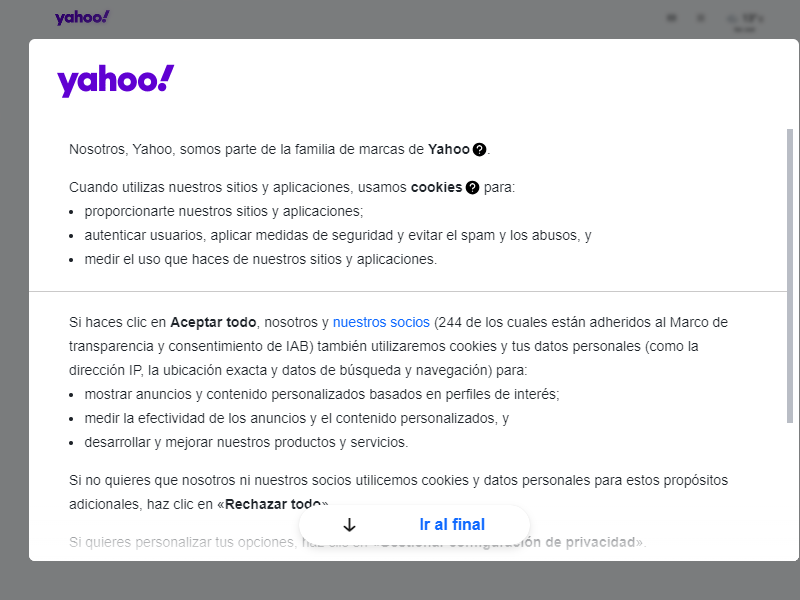 yahoo!
yahoo!
Nosotros, Yahoo, somos parte de la familia de marcas de Yahoo?.
Cuando utilizas nuestros sitios y aplicaciones, usamos cookies? para:
• proporcionarte nuestros sitios y aplicaciones;
• autenticar usuarios, aplicar medidas de seguridad y evitar el spam y los abusos, y
• medir el uso que haces de nuestros sitios y aplicaciones.
Si haces clic en Aceptar todo, nosotros y nuestros socios (244 de los cuales están adheridos al Marco de
transparencia y consentimiento de IAB) también utilizaremos cookies y tus datos personales (como la
dirección IP, la ubicación exacta y datos de búsqueda y navegación) para:
• mostrar anuncios y contenido personalizados basados en perfiles de interés;
• medir la efectividad de los anuncios y el contenido personalizados, y
• desarrollar y mejorar nuestros productos y servicios.
Si no quieres que nosotros ni nuestros socios utilicemos cookies y datos personales para estos propósitos
adicionales, haz clic en «Rechazar todo».
Ir al final
Si quieres personalizar tus opciones, haz clic en «Gestionar configuración de privacidad».